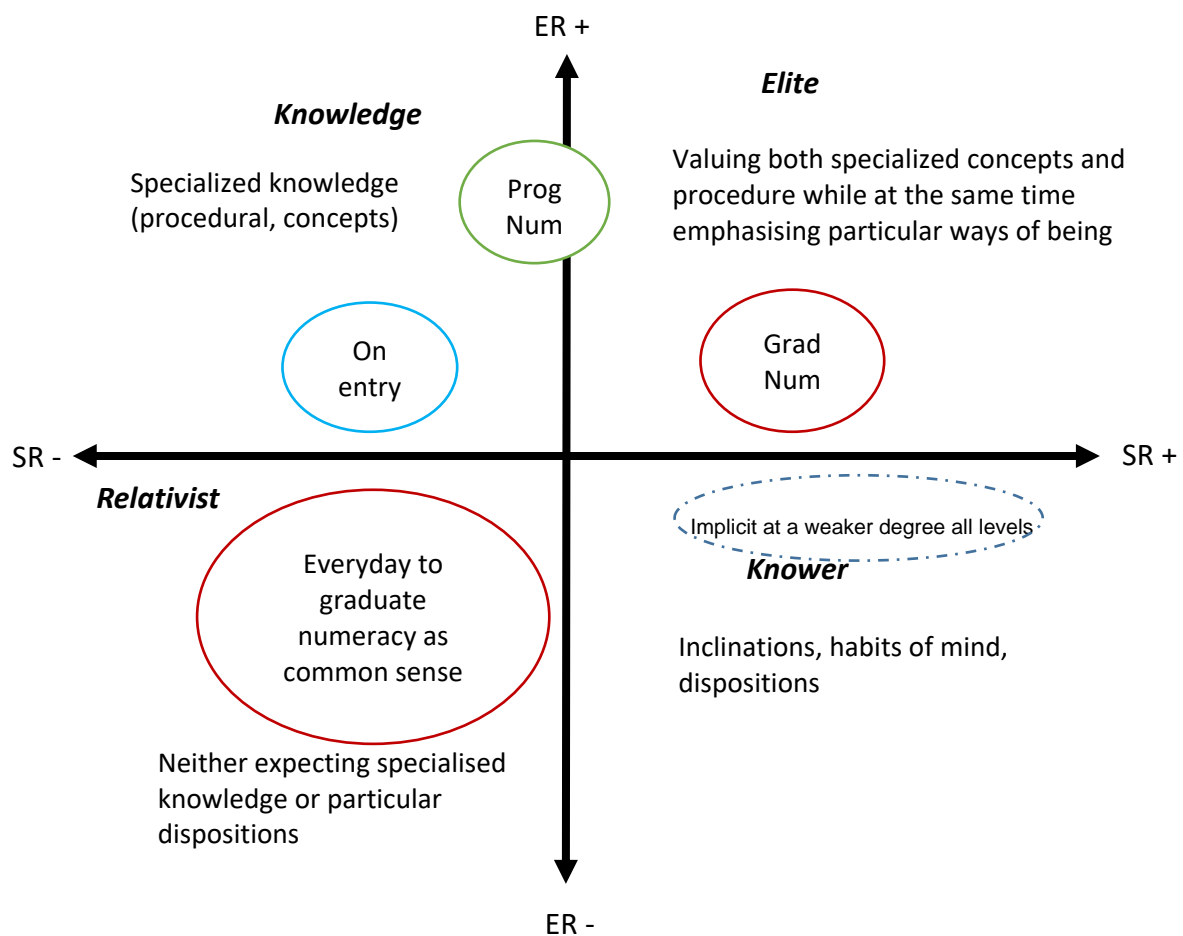 ER +
Elite
Knowledge
Valuing both specialized concepts and
procedure while at the same time
emphasising particular ways of being
Specialized knowledge
(procedural, concepts)
Prog
Num
On
entry
Grad
Num
SR -
SR +
Relativist
Implicit at a weaker degree all levels
Knower
Everyday to
graduate
numeracy as
common sense
Inclinations, habits of mind,
dispositions
Neither expecting specialised
knowledge or particular
dispositions
ER -